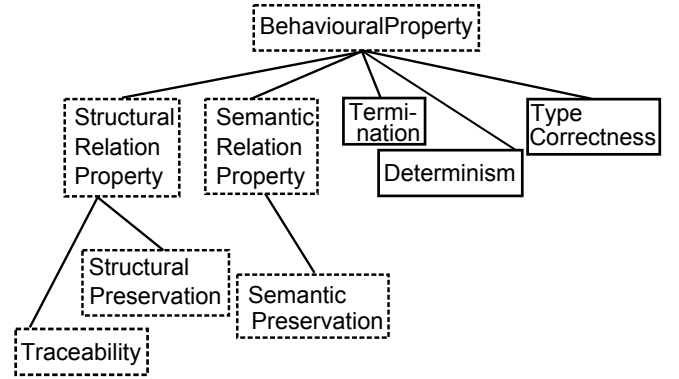 BehaviouralProperty
Structural
Relation
Property
Semantic
Relation
Property
Termi-
nation
Determinism
Type
Correctness
Structural
Preservation
Semantic
Preservation
Traceability